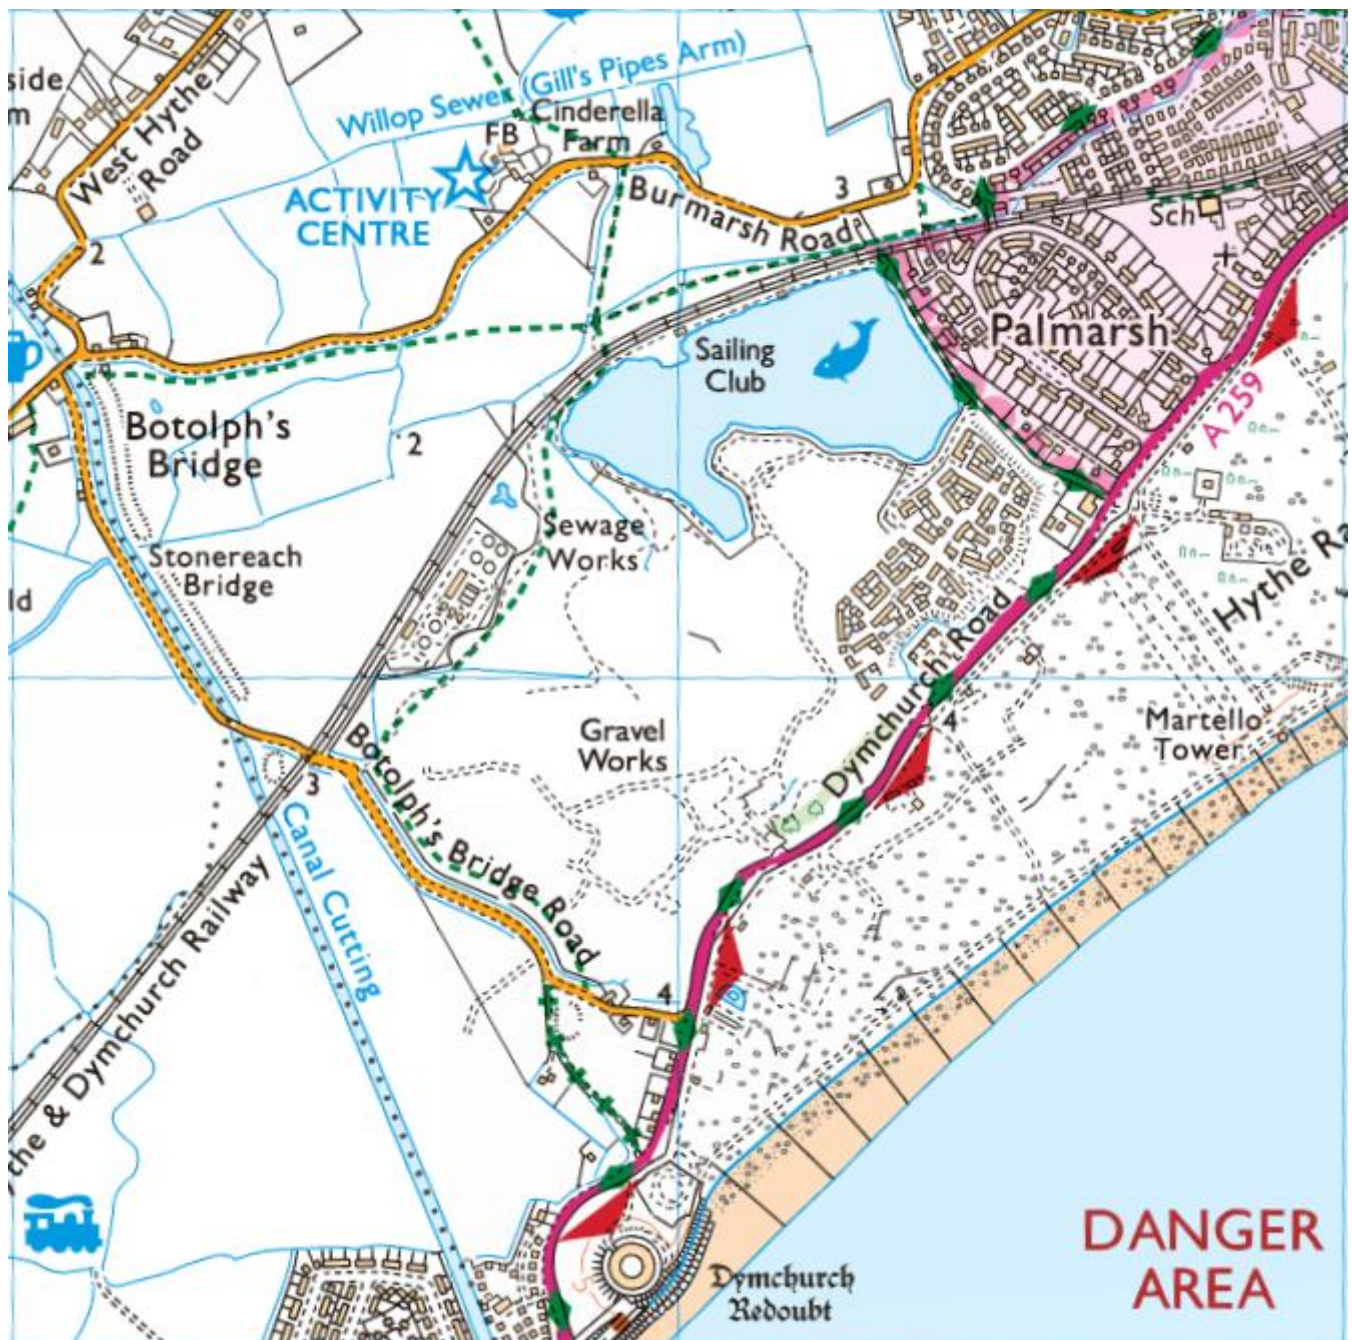 side
m
West Hythe
Road
Willop Sewer (Gill's Pipes Arm)
FB
Cinderella
Farm
ACTIVITY
CENTRE
Burmarsh Road
3
2
Sch
Palmarsh
Sailing
Club
A 259
Botolph's
Bridge
2
Stonereach
Bridge
Sewage
Works
ld
Hythe Ra
Dymchurch Road
4
Martello
Tower
Gravel
Works
3
Botolph's Bridge Road
Canal Cutting
4
ythe & Dymchurch Railway
DANGER
AREA
Dymchurch
Redoubt